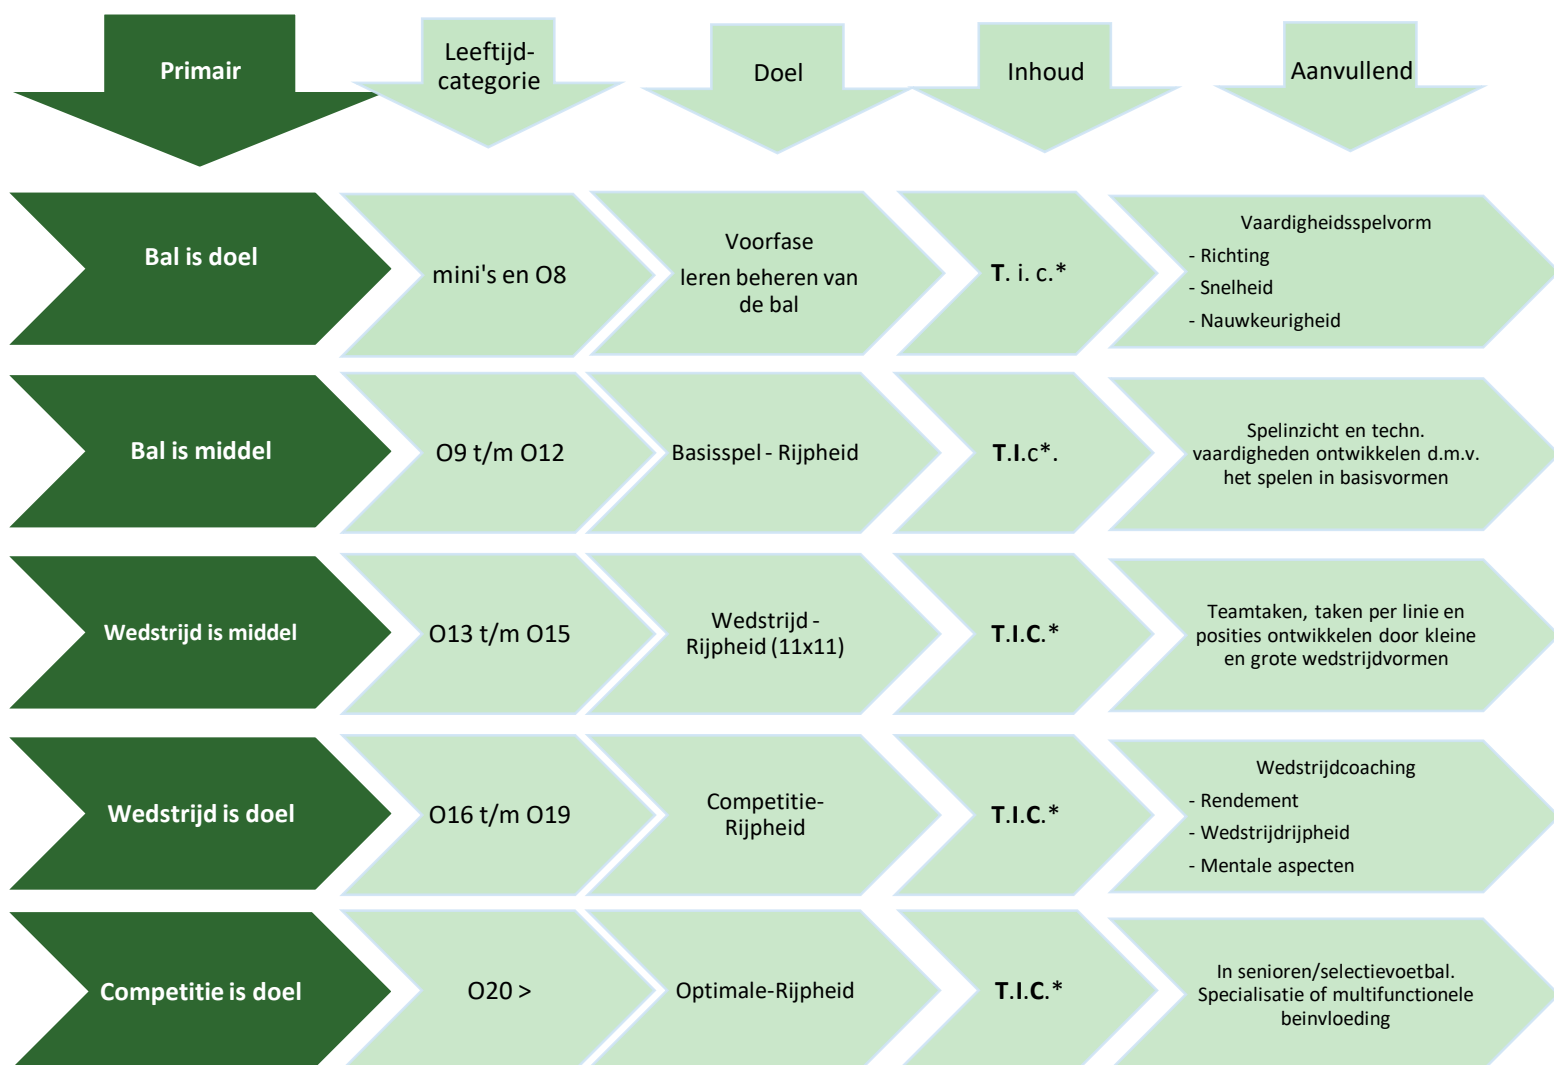 Primair
Leeftijd-
categorie
Doel
Inhoud
Aanvullend
Bal is doel
mini's en O8
Voorfase
leren beheren van
de bal
T. i. c.*
Vaardigheidsspelvorm
- Richting
- Snelheid
- Nauwkeurigheid
Bal is middel
O9 t/m O12
Basisspel - Rijpheid
T.I.c*.
Spelinzicht en techn.
vaardigheden ontwikkelen d.m.v.
het spelen in basisvormen
Wedstrijd is middel
O13 t/m O15
Wedstrijd -
Rijpheid (11x11)
T.I.C.*
Teamtaken, taken per linie en
posities ontwikkelen door kleine
en grote wedstrijdvormen
Wedstrijd is doel
O16 t/m O19
Competitie-
Rijpheid
T.I.C.*
Wedstrijdcoaching
- Rendement
- Wedstrijdrijpheid
- Mentale aspecten
Competitie is doel
O20 >
Optimale-Rijpheid
T.I.C.*
In senioren/selectievoetbal.
Specialisatie of multifunctionele
beinvloeding